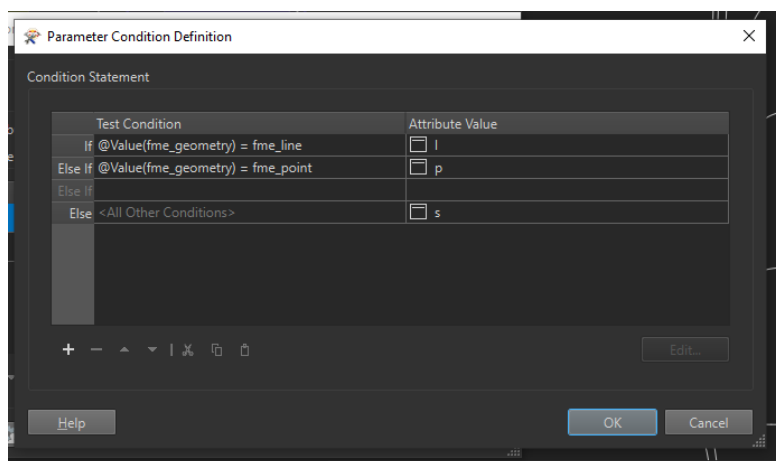 Parameter Condition Definition
Condition Statement
Test Condition Attribute Value
If @Value(fme_geometry) = fme_line l
Else If @Value(fme_geometry) = fme_point p
Else If
Else <All Other Conditions> s
Edit...
Help OK Cancel